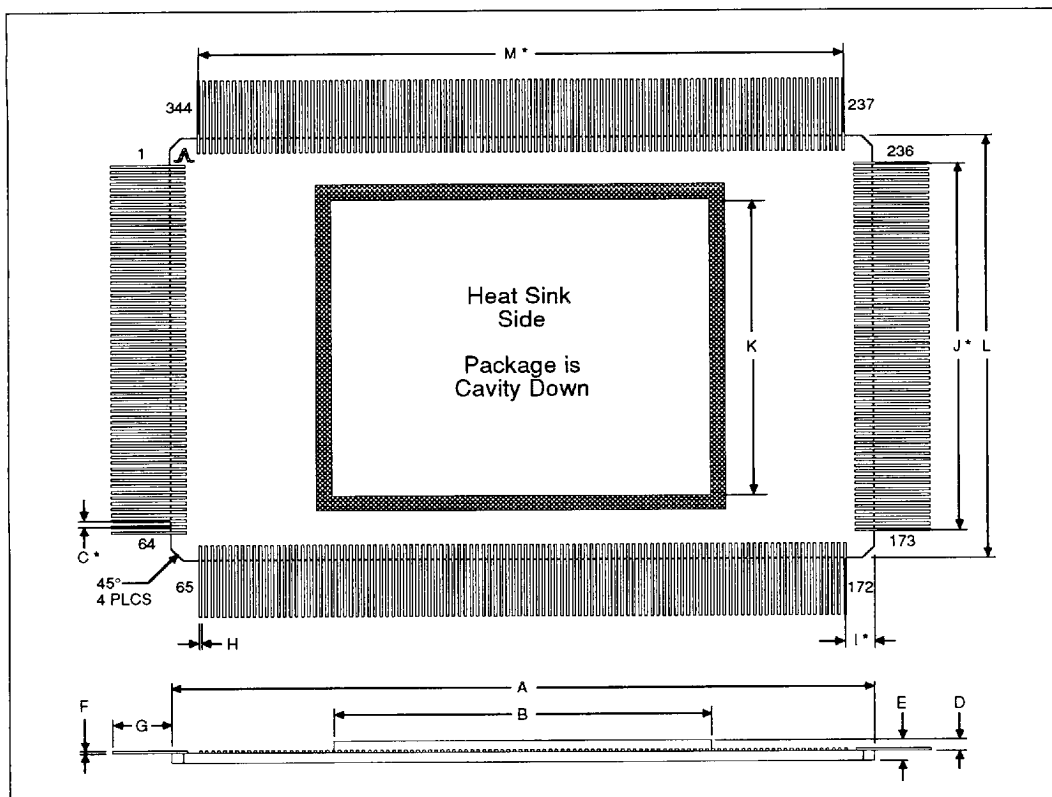 M *
344
237
1
236
Heat Sink
Side
Package is
Cavity Down
K
J *
L
C *
64
173
45°
4 PLCS
65
172
H
I *
A
B
F
G
E
D